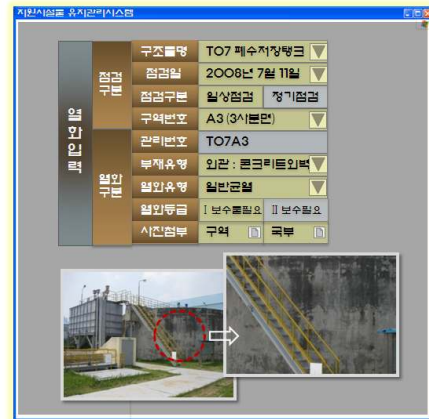 지원시설물 유지관리시스템
열화입력
점검구분
구조물명 TO7 폐수저장탱크
점검일 2008년 7월 11일
점검구분 일상점검 정기점검
구역번호 A3 (3사분면)
열화구분
관리번호 TO7A3
부재유형 외관 : 콘크리트외벽
열화유형 일반균열
열화등급 Ⅰ 보수불필요 Ⅱ 보수필요
사진첨부 구역 국부